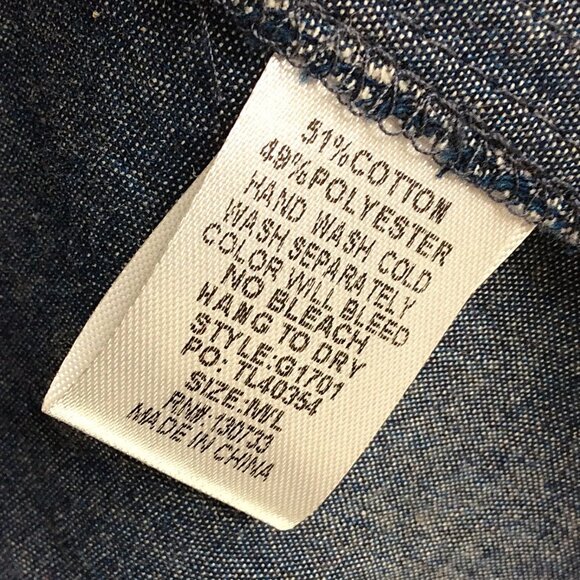 51%COTTON
49%POLYESTER
HAND WASH COLD
WASH SEPARATELY
COLOR WILL BLEED
NO BLEACH
HANG TO DRY
STYLE:G1701
PO: TL40354
SIZE:NWL
RN#:130733
MADE IN CHINA